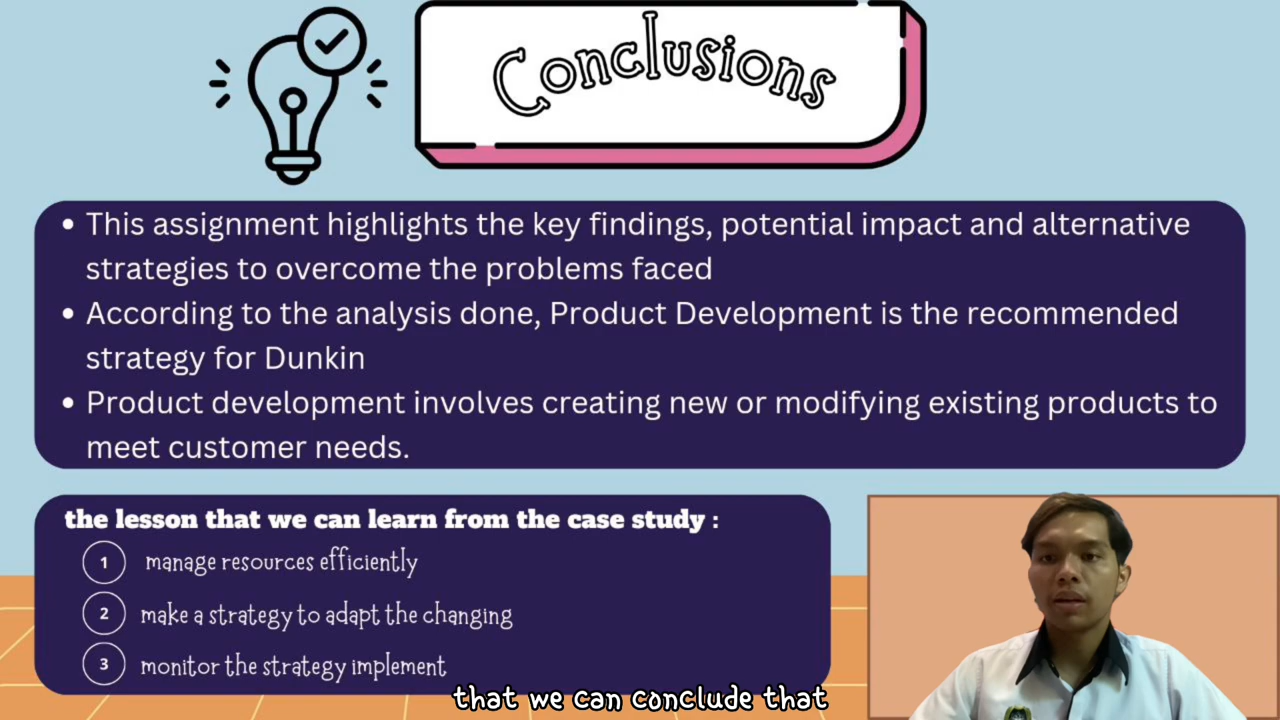 Conclusions
• This assignment highlights the key findings, potential impact and alternative
strategies to overcome the problems faced
• According to the analysis done, Product Development is the recommended
strategy for Dunkin
• Product development involves creating new or modifying existing products to
meet customer needs.
the lesson that we can learn from the case study :
1 manage resources efficiently
2 make a strategy to adapt the changing
3 monitor the strategy implement
that we can conclude that